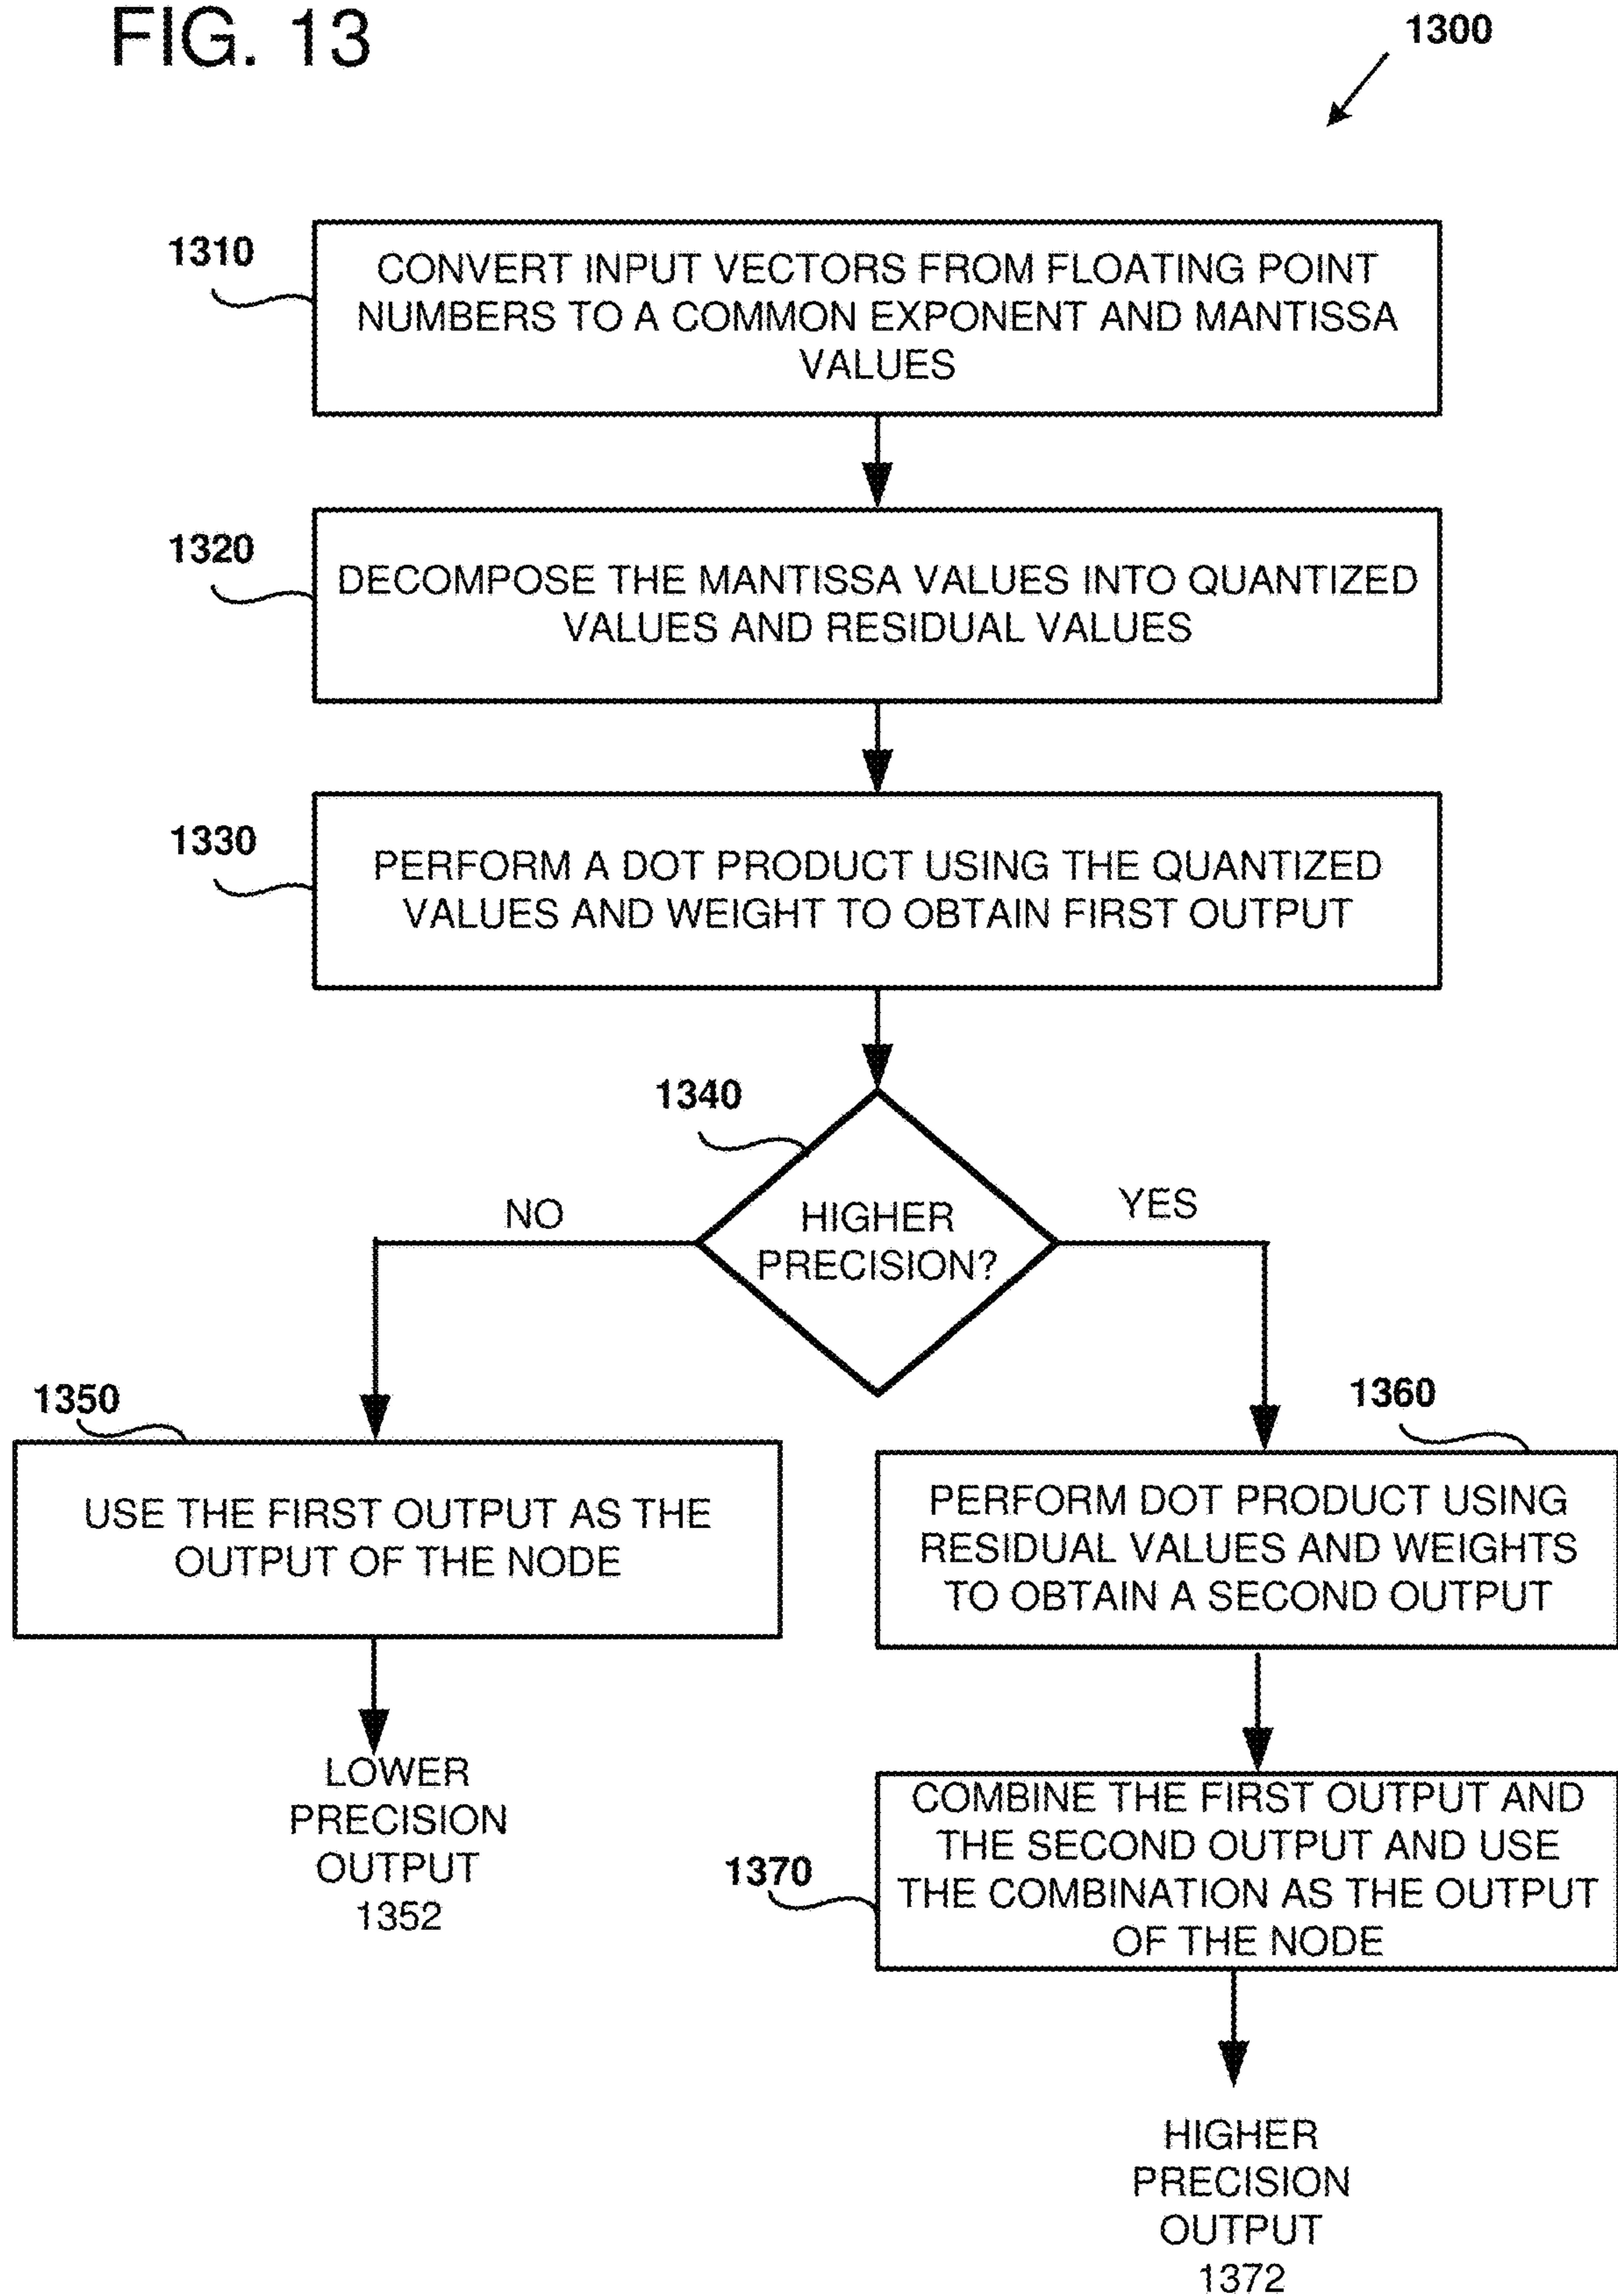 FIG. 13
1300
1310
CONVERT INPUT VECTORS FROM FLOATING POINT
NUMBERS TO A COMMON EXPONENT AND MANTISSA
VALUES
1320
DECOMPOSE THE MANTISSA VALUES INTO QUANTIZED
VALUES AND RESIDUAL VALUES
1330
PERFORM A DOT PRODUCT USING THE QUANTIZED
VALUES AND WEIGHT TO OBTAIN FIRST OUTPUT
1340
HIGHER
PRECISION?
NO
YES
1350
USE THE FIRST OUTPUT AS THE
OUTPUT OF THE NODE
LOWER
PRECISION
OUTPUT
1352
1360
PERFORM DOT PRODUCT USING
RESIDUAL VALUES AND WEIGHTS
TO OBTAIN A SECOND OUTPUT
1370
COMBINE THE FIRST OUTPUT AND
THE SECOND OUTPUT AND USE
THE COMBINATION AS THE OUTPUT
OF THE NODE
HIGHER
PRECISION
OUTPUT
1372